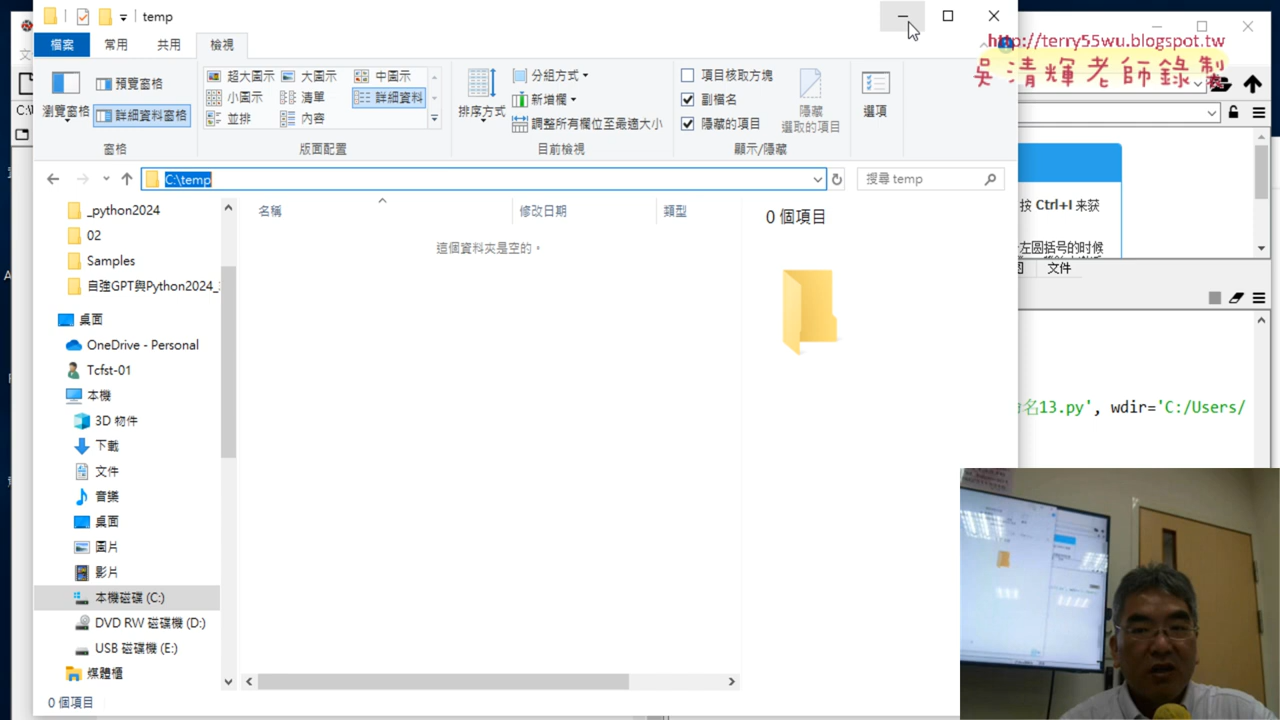 temp
檔案
常用
共用
檢視
瀏覽窗格
預覽窗格
詳細資料窗格
窗格
超大圖示
大圖示
中圖示
小圖示
清單
詳細資料
並排
內容
版面配置
排序方式
分組方式
新增欄
調整所有欄位至最適大小
目前檢視
項目核取方塊
副檔名
隱藏的項目
隱藏
選取的項目
顯示/隱藏
選項
http://terry55wu.blogspot.tw
吳清輝老師錄製
C:\temp
搜尋 temp
名稱
修改日期
類型
這個資料夾是空的。
0 個項目
_python2024
02
Samples
自強GPT與Python2024_
桌面
OneDrive - Personal
Tcfst-01
本機
3D 物件
下載
文件
音樂
桌面
圖片
影片
本機磁碟 (C:)
DVD RW 磁碟機 (D:)
USB 磁碟機 (E:)
媒體櫃
0 個項目
按 Ctrl+I 来获
左圆括号的时候
文件
名13.py', wdir='C:/Users/